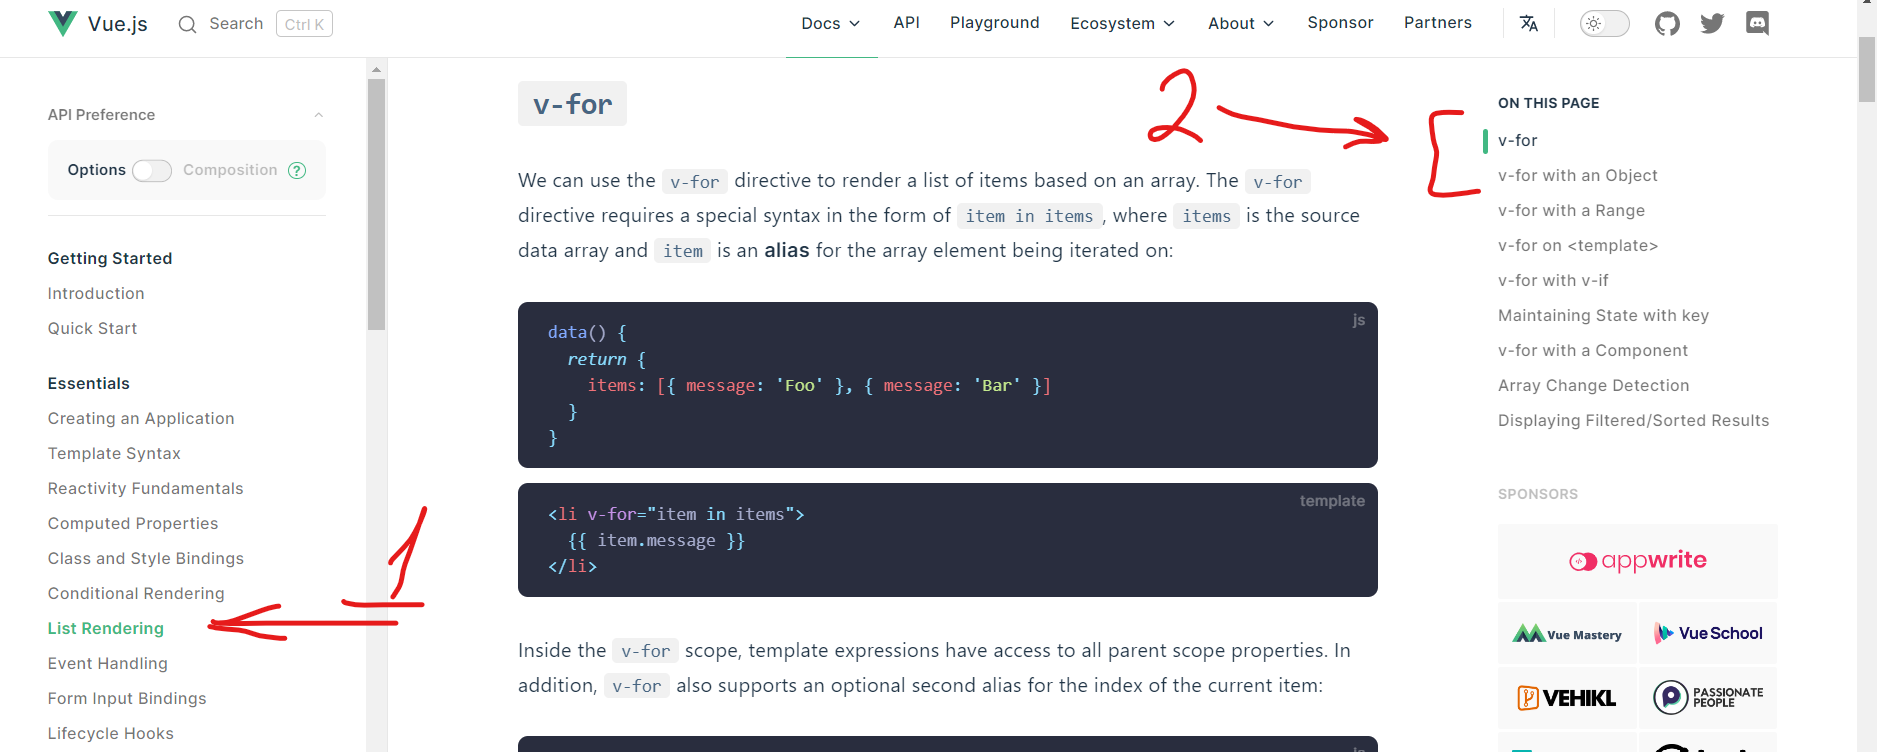 Vue.js
Search Ctrl K
Docs API Playground Ecosystem About Sponsor Partners
API Preference
Options Composition ?
Getting Started
Introduction
Quick Start
Essentials
Creating an Application
Template Syntax
Reactivity Fundamentals
Computed Properties
Class and Style Bindings
Conditional Rendering
List Rendering
Event Handling
Form Input Bindings
Lifecycle Hooks
1
v-for
We can use the v-for directive to render a list of items based on an array. The v-for
directive requires a special syntax in the form of item in items, where items is the source
data array and item is an alias for the array element being iterated on:
js
data() {
  return {
    items: [{ message: 'Foo' }, { message: 'Bar' }]
  }
}
template
<li v-for="item in items">
  {{ item.message }}
</li>
Inside the v-for scope, template expressions have access to all parent scope properties. In
addition, v-for also supports an optional second alias for the index of the current item:
js
2
ON THIS PAGE
v-for
v-for with an Object
v-for with a Range
v-for on <template>
v-for with v-if
Maintaining State with key
v-for with a Component
Array Change Detection
Displaying Filtered/Sorted Results
SPONSORS
appwrite
Vue Mastery
Vue School
VEHIKL
PASSIONATE
PEOPLE